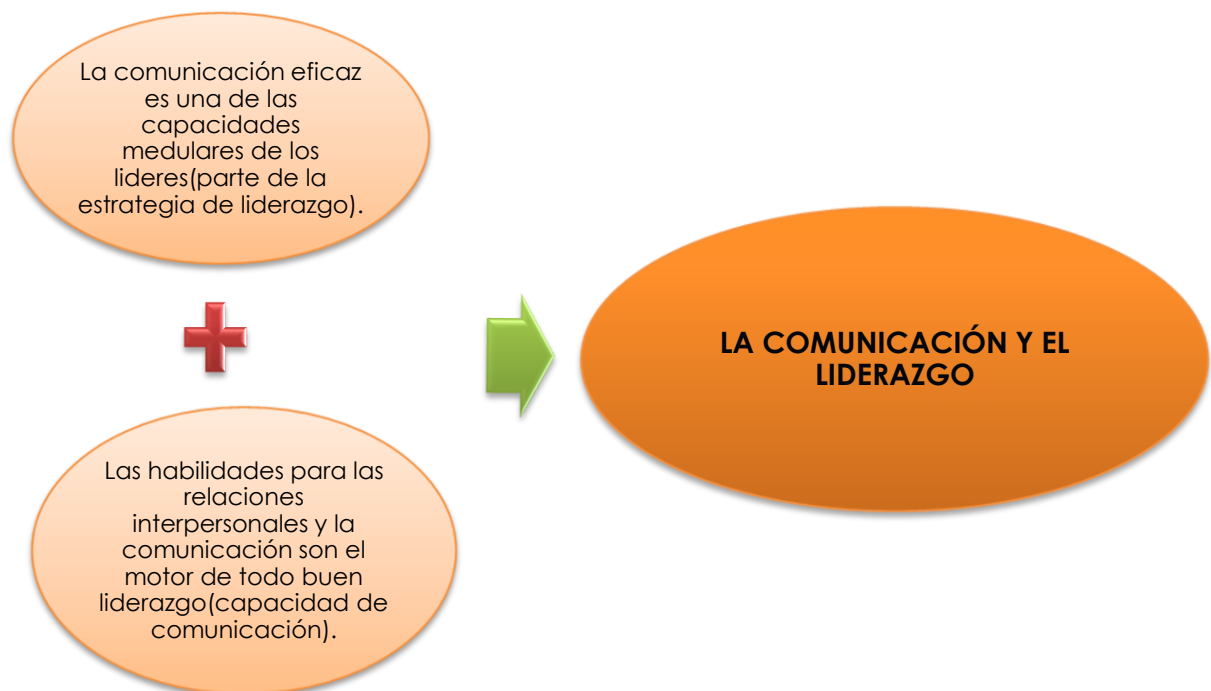 La comunicación eficaz
es una de las
capacidades
medulares de los
lideres(parte de la
estrategia de liderazgo).
Las habilidades para las
relaciones
interpersonales y la
comunicación son el
motor de todo buen
liderazgo(capacidad de
comunicación).
LA COMUNICACIÓN Y EL
LIDERAZGO